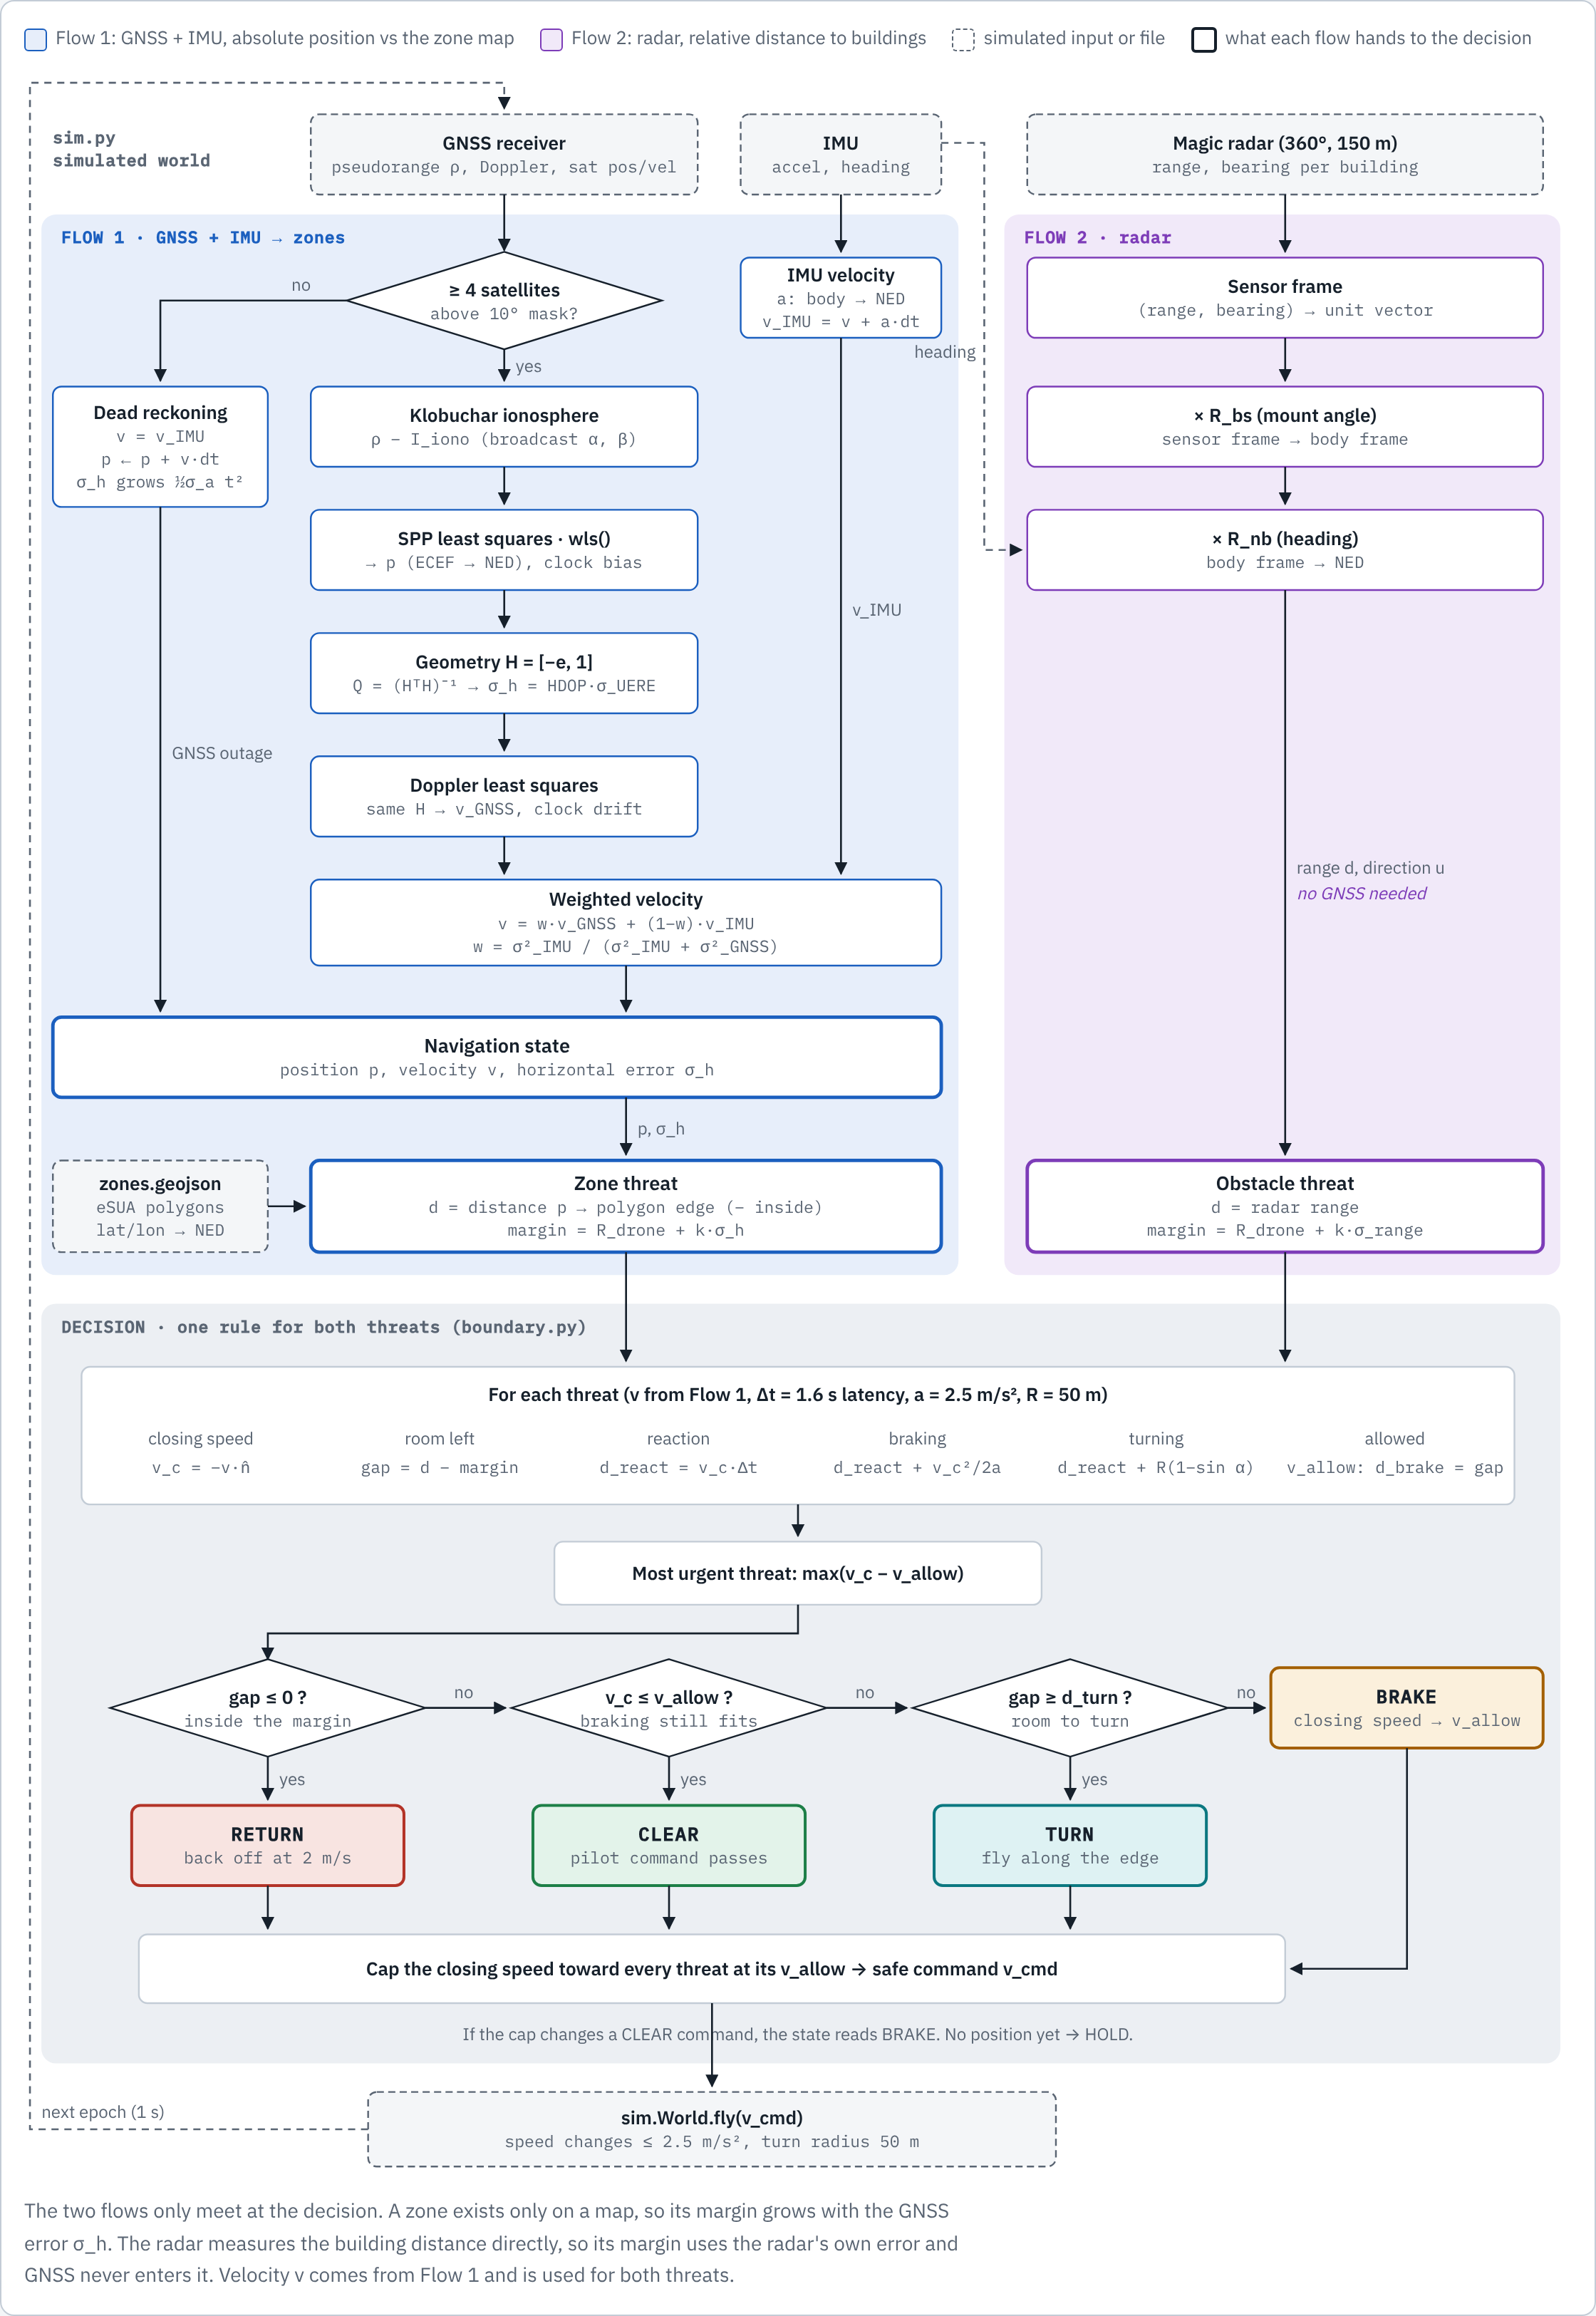 Flow 1: GNSS + IMU, absolute position vs the zone map
Flow 2: radar, relative distance to buildings
simulated input or file
what each flow hands to the decision
sim.py
simulated world
GNSS receiver
pseudorange ρ, Doppler, sat pos/vel
IMU
accel, heading
Magic radar (360°, 150 m)
range, bearing per building
FLOW 1 · GNSS + IMU → zones
FLOW 2 · radar
≥ 4 satellites
above 10° mask?
no
yes
IMU velocity
a: body → NED
v_IMU = v + a·dt
heading
Sensor frame
(range, bearing) → unit vector
Dead reckoning
v = v_IMU
p ← p + v·dt
σ_h grows ½σ_a t²
Klobuchar ionosphere
ρ − I_iono (broadcast α, β)
× R_bs (mount angle)
sensor frame → body frame
SPP least squares · wls()
→ p (ECEF → NED), clock bias
× R_nb (heading)
body frame → NED
v_IMU
Geometry H = [−e, 1]
Q = (HᵀH)⁻¹ → σ_h = HDOP·σ_UERE
GNSS outage
Doppler least squares
same H → v_GNSS, clock drift
range d, direction u
no GNSS needed
Weighted velocity
v = w·v_GNSS + (1−w)·v_IMU
w = σ²_IMU / (σ²_IMU + σ²_GNSS)
Navigation state
position p, velocity v, horizontal error σ_h
p, σ_h
zones.geojson
eSUA polygons
lat/lon → NED
Zone threat
d = distance p → polygon edge (− inside)
margin = R_drone + k·σ_h
Obstacle threat
d = radar range
margin = R_drone + k·σ_range
DECISION · one rule for both threats (boundary.py)
For each threat (v from Flow 1, Δt = 1.6 s latency, a = 2.5 m/s², R = 50 m)
closing speed
v_c = −v·n̂
room left
gap = d − margin
reaction
d_react = v_c·Δt
braking
d_react + v_c²/2a
turning
d_react + R(1−sin α)
allowed
v_allow: d_brake = gap
Most urgent threat: max(v_c − v_allow)
gap ≤ 0 ?
inside the margin
no
v_c ≤ v_allow ?
braking still fits
no
gap ≥ d_turn ?
room to turn
no
BRAKE
closing speed → v_allow
yes
yes
yes
RETURN
back off at 2 m/s
CLEAR
pilot command passes
TURN
fly along the edge
Cap the closing speed toward every threat at its v_allow → safe command v_cmd
If the cap changes a CLEAR command, the state reads BRAKE. No position yet → HOLD.
next epoch (1 s)
sim.World.fly(v_cmd)
speed changes ≤ 2.5 m/s², turn radius 50 m
The two flows only meet at the decision. A zone exists only on a map, so its margin grows with the GNSS
error σ_h. The radar measures the building distance directly, so its margin uses the radar's own error and
GNSS never enters it. Velocity v comes from Flow 1 and is used for both threats.